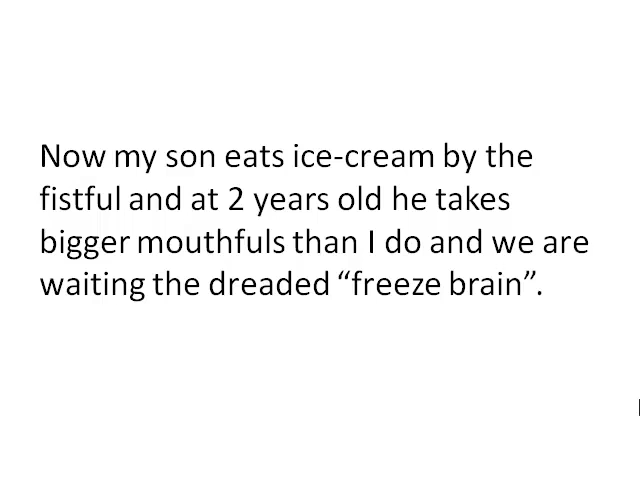 Now my son eats ice-cream by the
fistful and at 2 years old he takes
bigger mouthfuls than I do and we are
waiting the dreaded “freeze brain”.